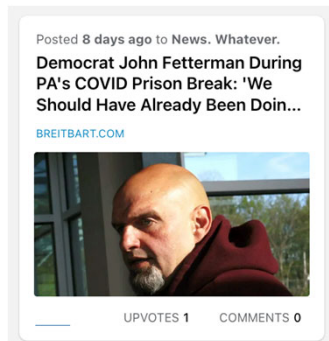 Posted 8 days ago to News. Whatever.
Democrat John Fetterman During
PA's COVID Prison Break: 'We
Should Have Already Been Doin...
BREITBART.COM
UPVOTES 1 COMMENTS 0